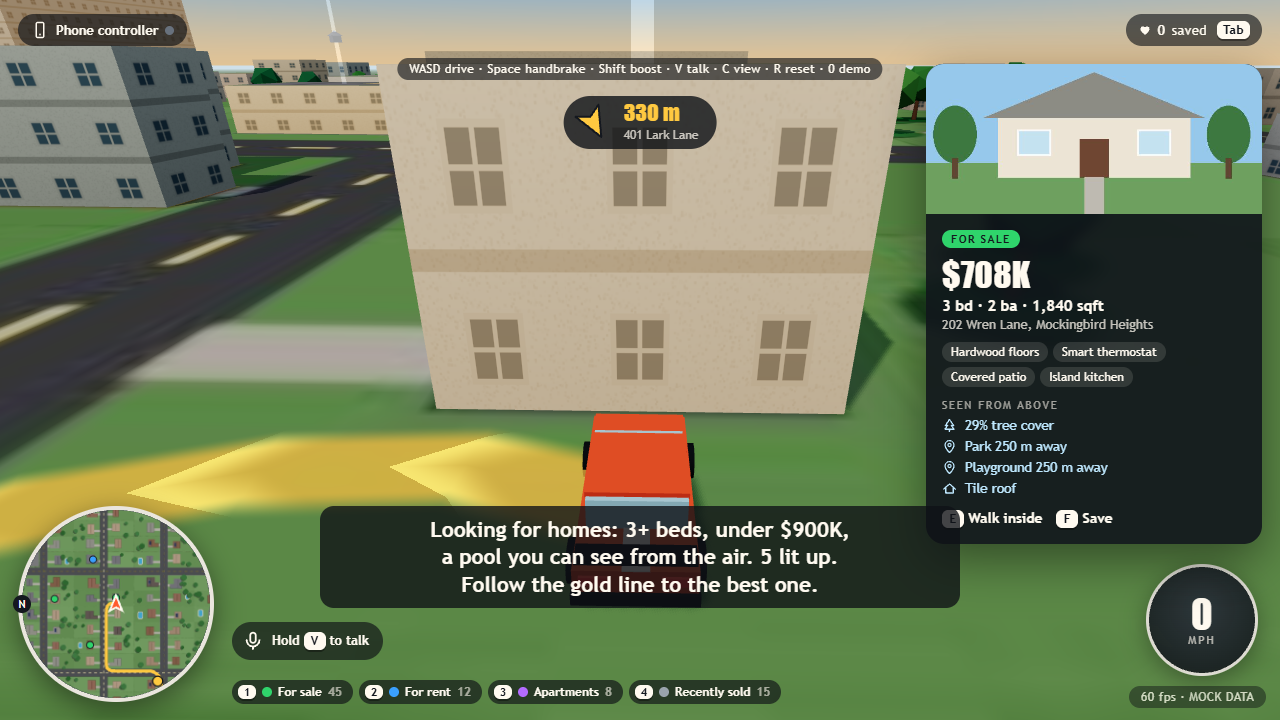 Phone controller
0 saved Tab
WASD drive · Space handbrake · Shift boost · V talk · C view · R reset · 0 demo
330 m
401 Lark Lane
FOR SALE
$708K
3 bd · 2 ba · 1,840 sqft
202 Wren Lane, Mockingbird Heights
Hardwood floors Smart thermostat
Covered patio Island kitchen
SEEN FROM ABOVE
29% tree cover
Park 250 m away
Playground 250 m away
Tile roof
E Walk inside F Save
Looking for homes: 3+ beds, under $900K,
a pool you can see from the air. 5 lit up.
Follow the gold line to the best one.
N
0
MPH
Hold V to talk
1 For sale 45 2 For rent 12 3 Apartments 8 4 Recently sold 15
60 fps · MOCK DATA